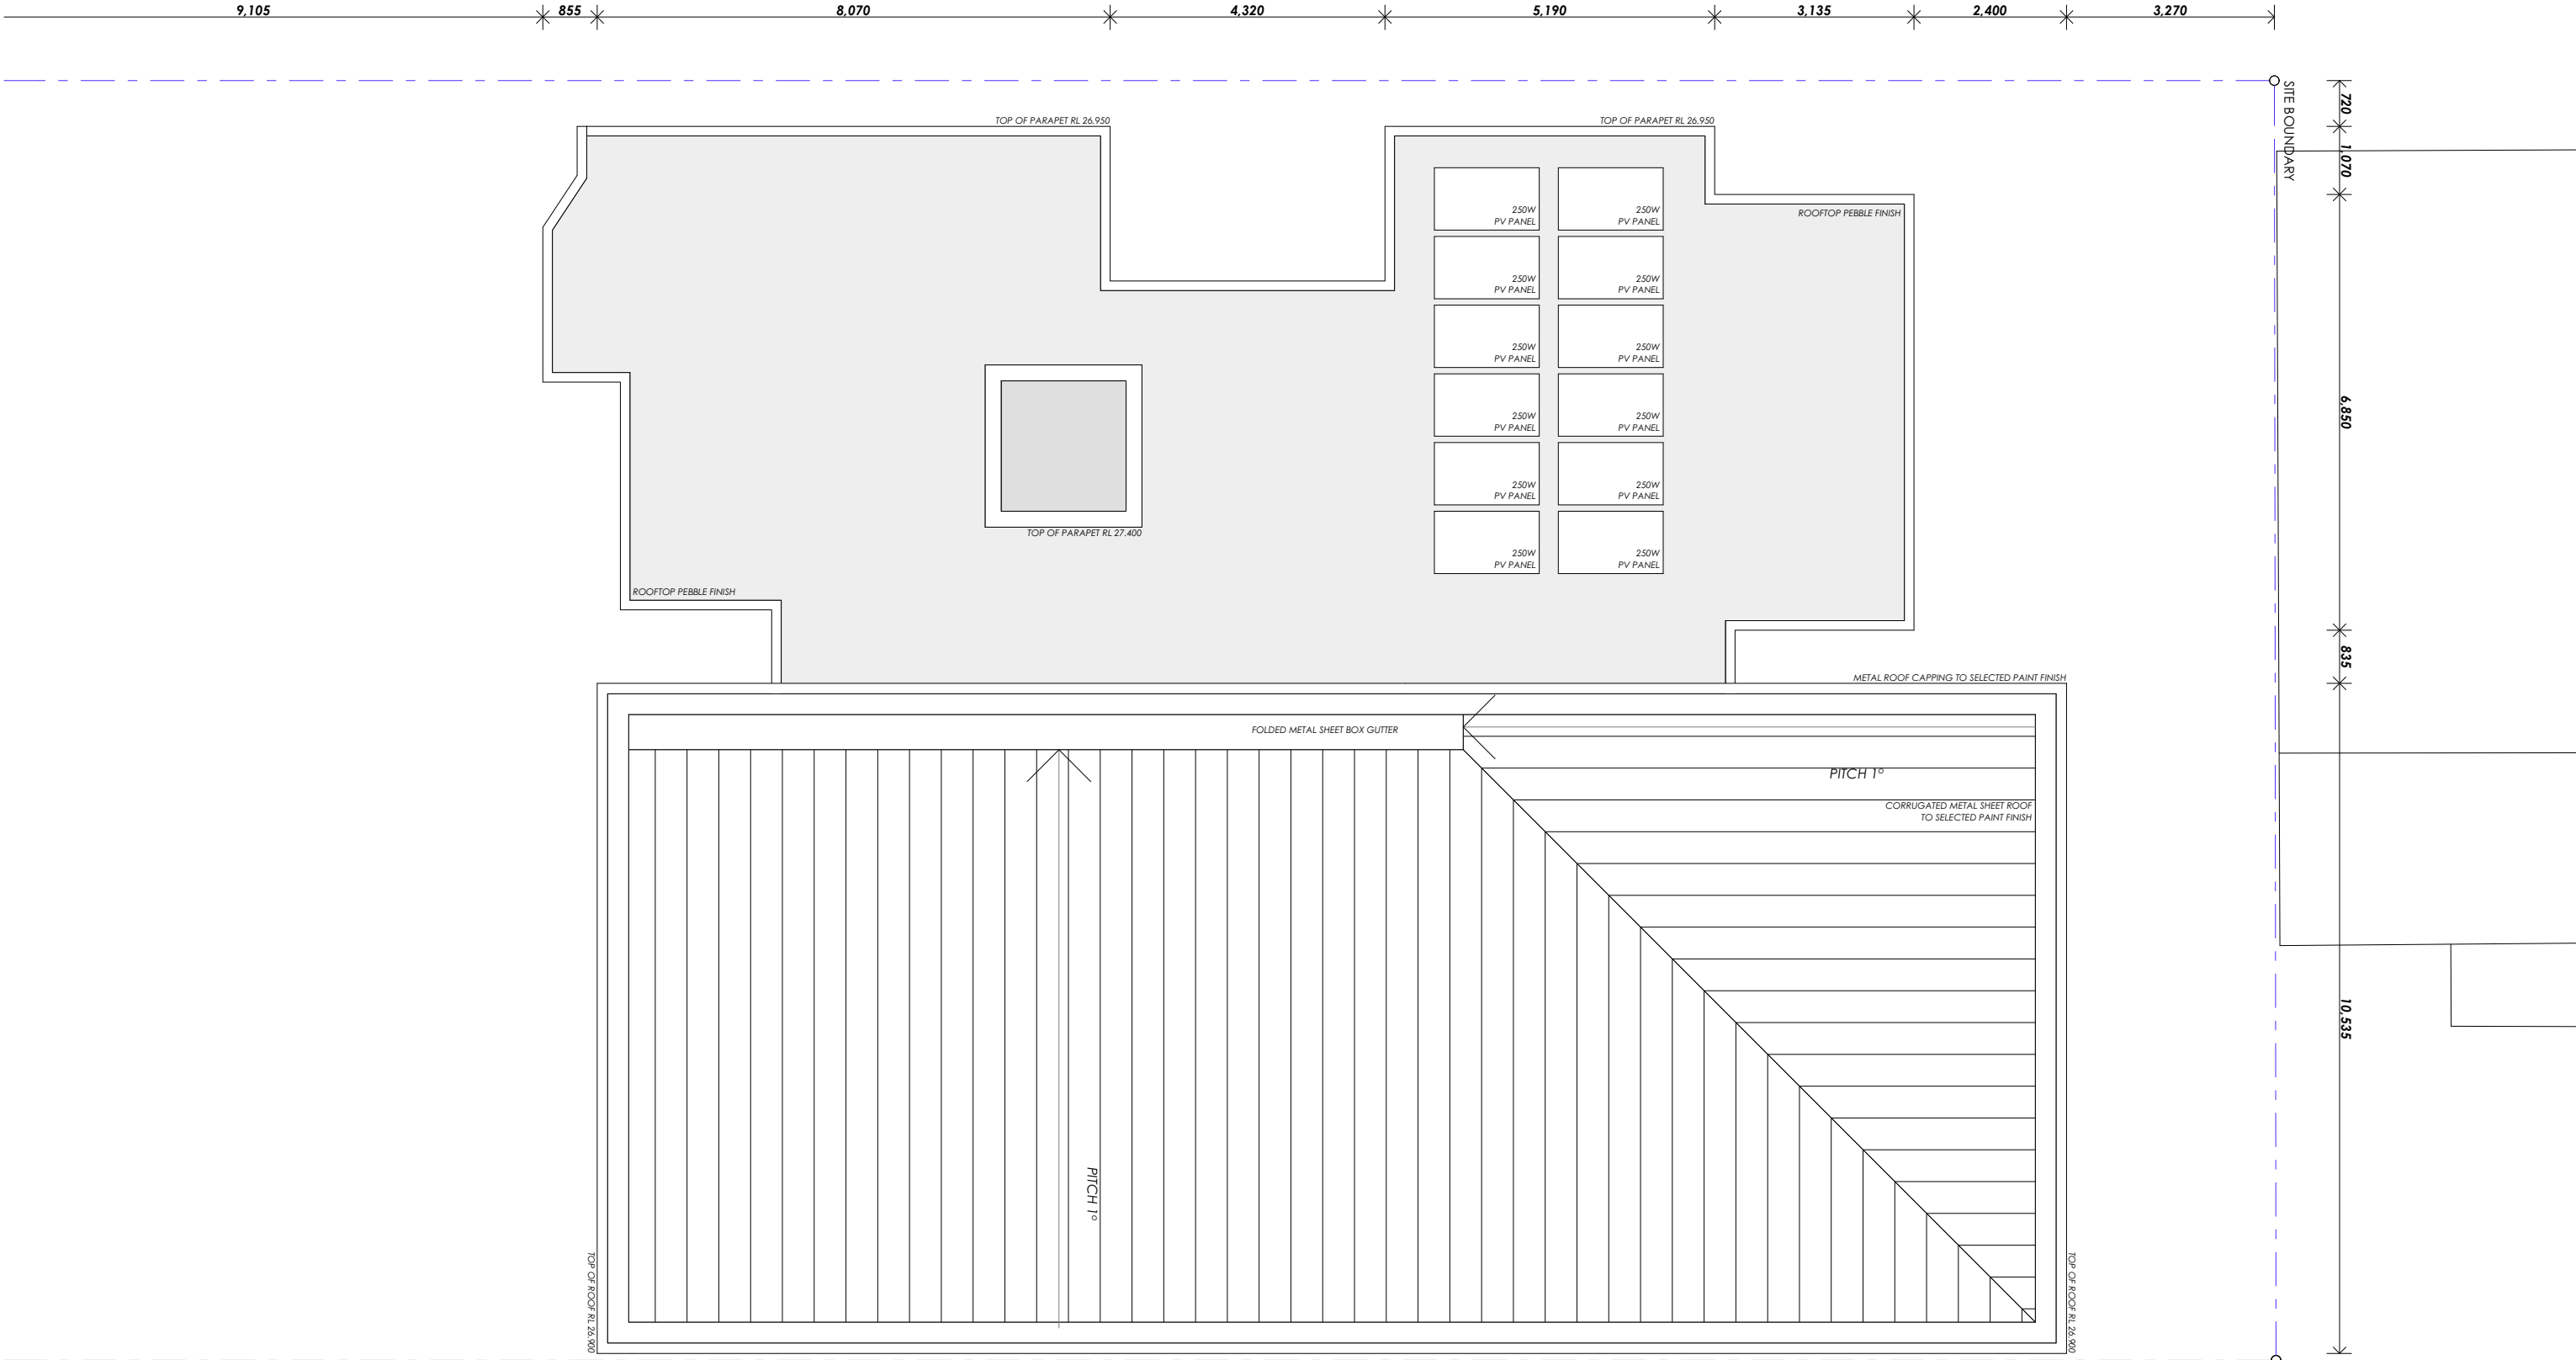 9,105
855
8,070
4,320
5,190
3,135
2,400
3,270
SITE BOUNDARY
720
1,070
6,850
835
10,535
TOP OF PARAPET RL 26.950
TOP OF PARAPET RL 26.950
ROOFTOP PEBBLE FINISH
250W
PV PANEL
250W
PV PANEL
250W
PV PANEL
250W
PV PANEL
250W
PV PANEL
250W
PV PANEL
250W
PV PANEL
250W
PV PANEL
250W
PV PANEL
250W
PV PANEL
250W
PV PANEL
250W
PV PANEL
TOP OF PARAPET RL 27.400
ROOFTOP PEBBLE FINISH
METAL ROOF CAPPING TO SELECTED PAINT FINISH
FOLDED METAL SHEET BOX GUTTER
PITCH 1°
CORRUGATED METAL SHEET ROOF
TO SELECTED PAINT FINISH
PITCH 1°
TOP OF ROOF RL 26.900
TOP OF ROOF RL 26.900